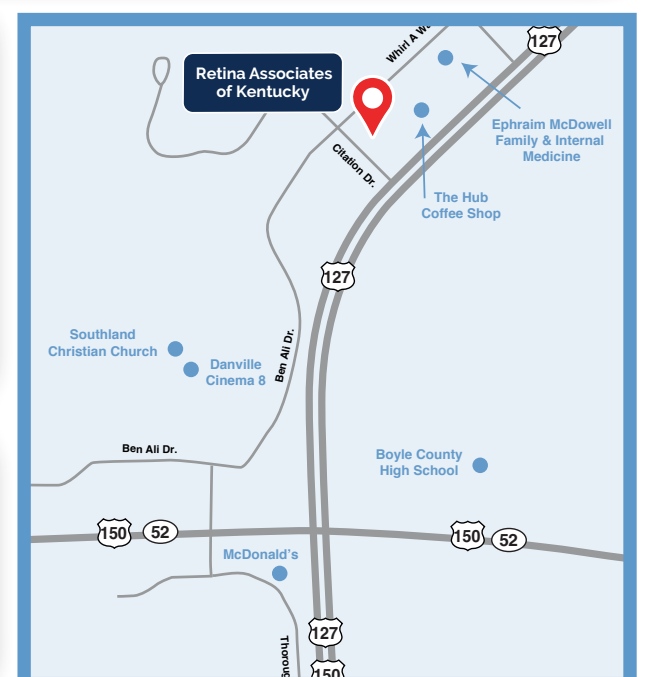 Whirl A
127
Retina Associates
of Kentucky
Ephraim McDowell
Family & Internal
Medicine
Citation Dr.
The Hub
Coffee Shop
127
Southland
Christian Church
Danville
Cinema 8
Ben Ali Dr.
Ben Ali Dr.
Boyle County
High School
150
52
150
52
McDonald's
127
150